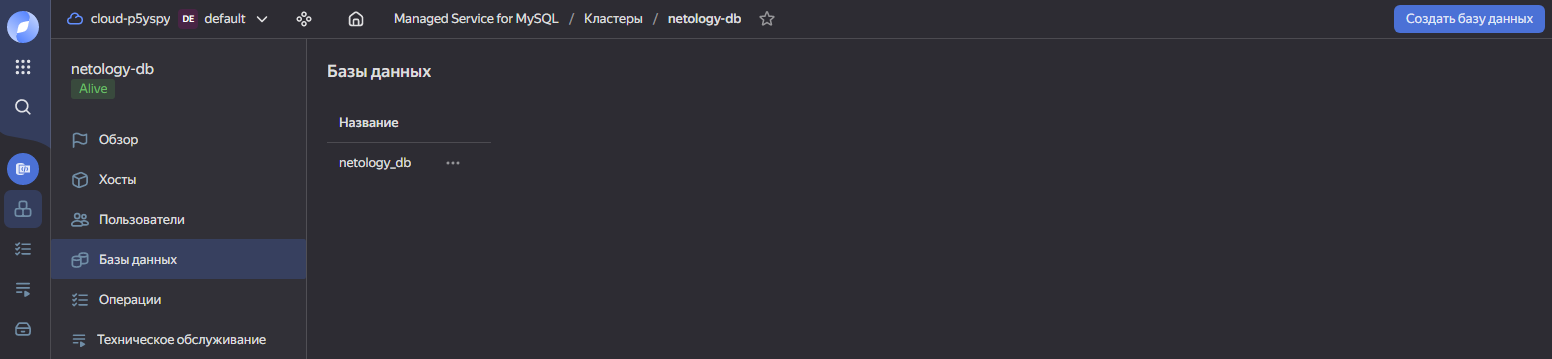 cloud-p5yspy DE default Managed Service for MySQL / Кластеры / netology-db Создать базу данных
netology-db
Alive
Обзор
Хосты
Пользователи
Базы данных
Операции
Техническое обслуживание
Базы данных
Название
netology_db